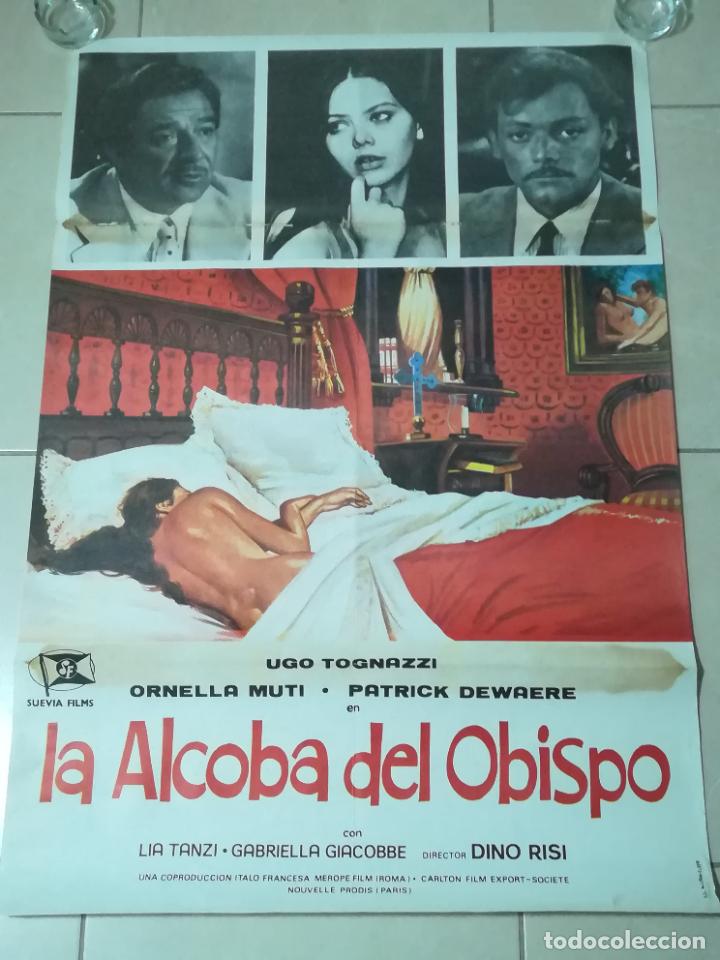 UGO TOGNAZZI
ORNELLA MUTI • PATRICK DEWAERE
en
SF
SUEVIA FILMS
la Alcoba del Obispo
con
LIA TANZI • GABRIELLA GIACOBBE DIRECTOR DINO RISI
UNA COPRODUCCION ITALO FRANCESA MEROPE FILM (ROMA) • CARLTON FILM EXPORT-SOCIETE
NOUVELLE PRODIS (PARIS)
todocoleccion